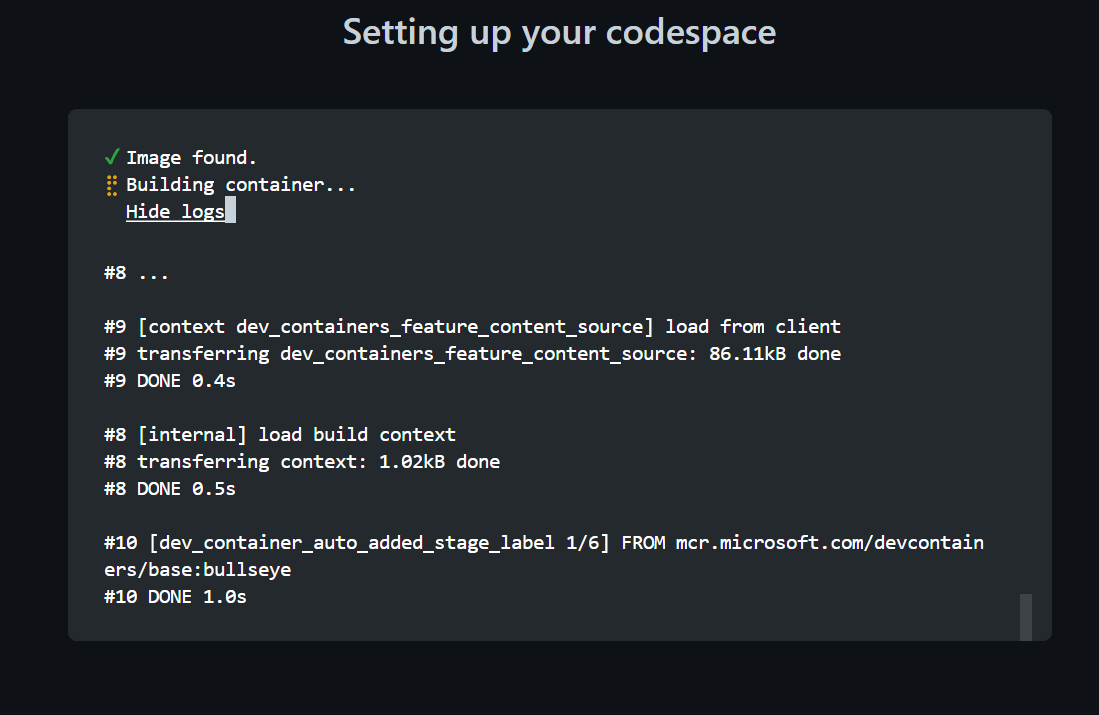 Setting up your codespace
✓ Image found.
Building container...
Hide logs
#8 ...
#9 [context dev_containers_feature_content_source] load from client
#9 transferring dev_containers_feature_content_source: 86.11kB done
#9 DONE 0.4s
#8 [internal] load build context
#8 transferring context: 1.02kB done
#8 DONE 0.5s
#10 [dev_container_auto_added_stage_label 1/6] FROM mcr.microsoft.com/devcontain
ers/base:bullseye
#10 DONE 1.0s